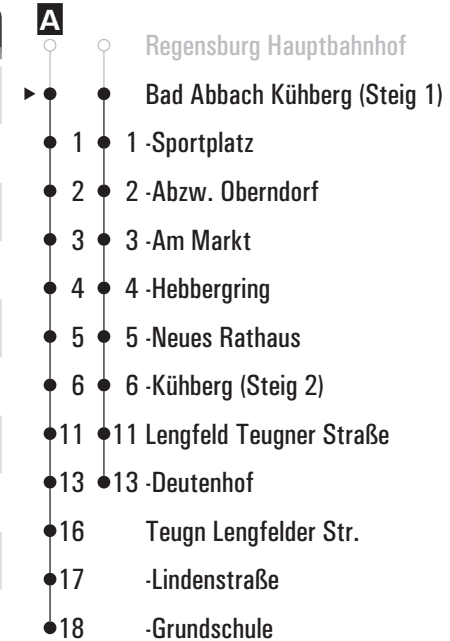 A
Regensburg Hauptbahnhof
Bad Abbach Kühberg (Steig 1)
1 1 -Sportplatz
2 2 -Abzw. Oberndorf
3 3 -Am Markt
4 4 -Hebbergring
5 5 -Neues Rathaus
6 6 -Kühberg (Steig 2)
11 11 Lengfeld Teugner Straße
13 13 -Deutenhof
16 Teugn Lengfelder Str.
17 -Lindenstraße
18 -Grundschule